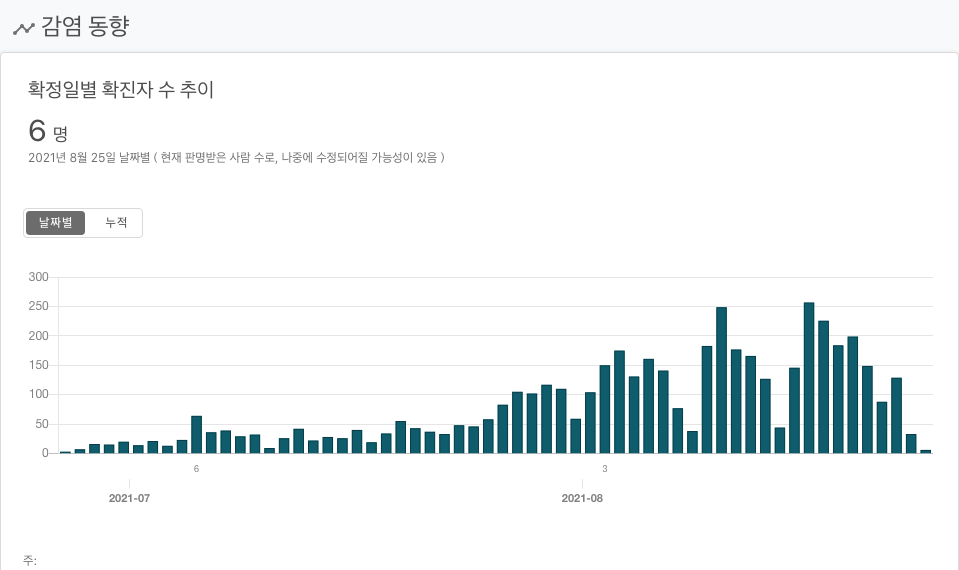 감염 동향
확정일별 확진자 수 추이
6 명
2021년 8월 25일 날짜별 ( 현재 판명받은 사람 수로, 나중에 수정되어질 가능성이 있음 )
날짜별 누적
300
250
200
150
100
50
0
6 3
2021-07 2021-08
주: